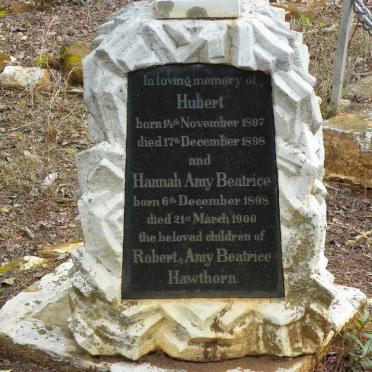 In loving memory of
Hubert
born 14th November 1897
died 17th December 1898
and
Hannah Amy Beatrice
born 6th December 1898
died 21st March 1900
the beloved children of
Robert & Amy Beatrice
Hawthorn.